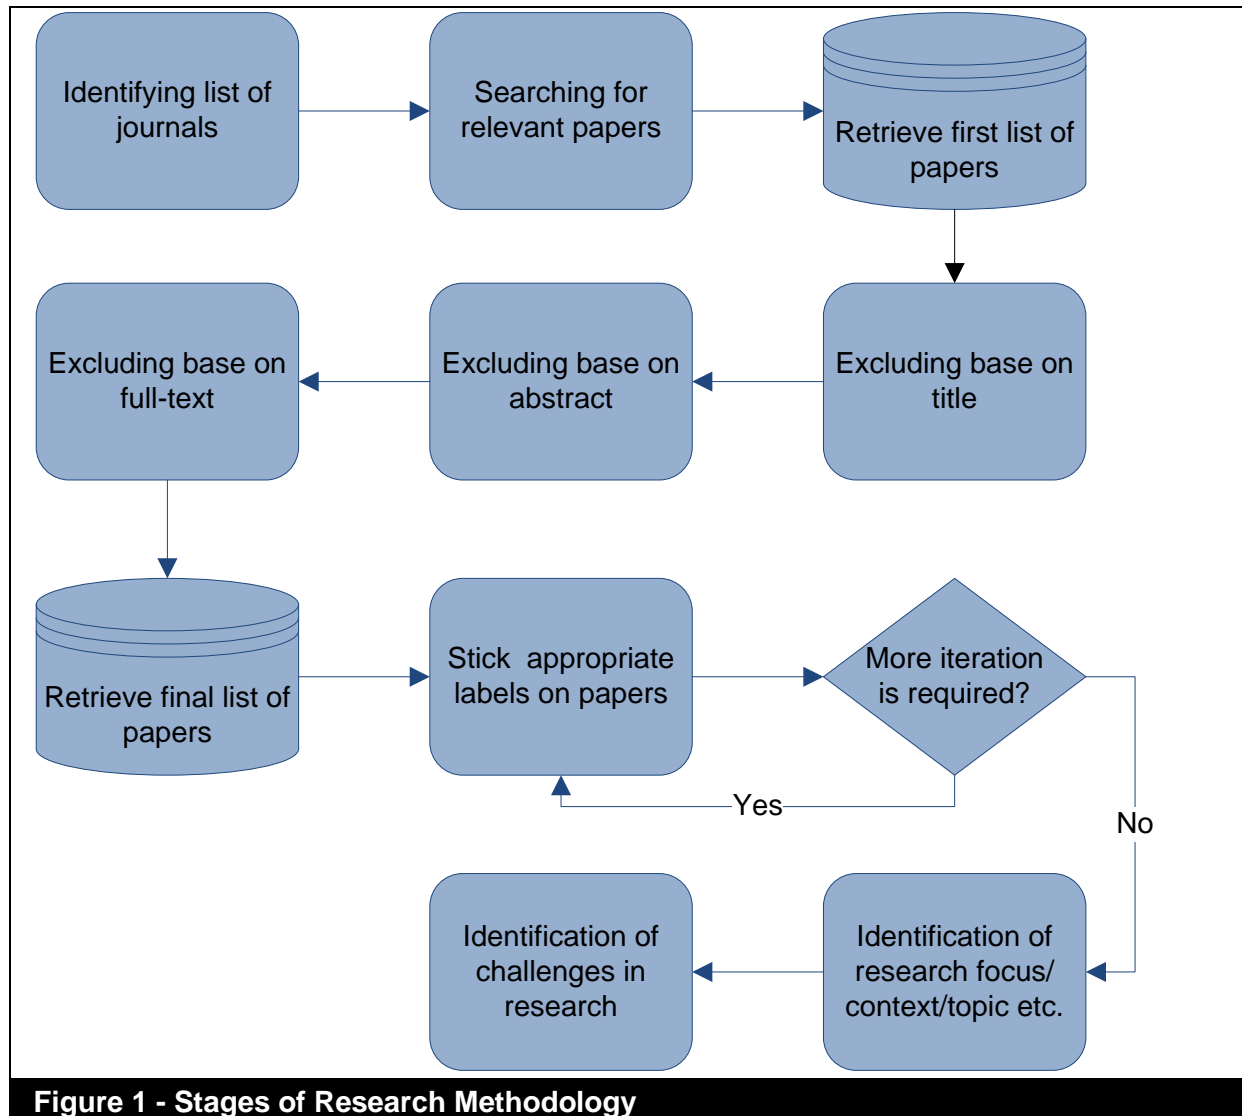 Identifying list of
journals
Searching for
relevant papers
Retrieve first list of
papers
Excluding base on
title
Excluding base on
abstract
Excluding base on
full-text
Retrieve final list of
papers
Stick  appropriate
labels on papers
More iteration
is required?
Yes
No
Identification of
research focus/
context/topic etc.
Identification of
challenges in
research
Figure 1 - Stages of Research Methodology